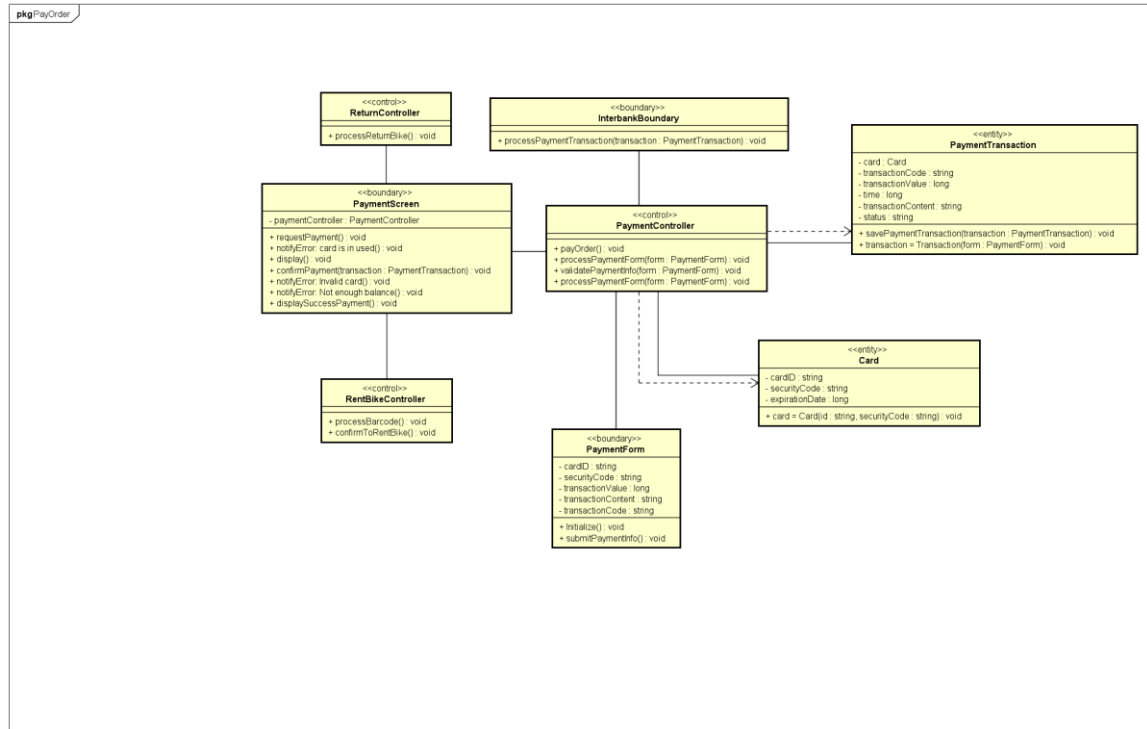 pkg PayOrder
<<control>>
ReturnController
+ processReturnBike() : void
<<boundary>>
InterbankBoundary
+ processPaymentTransaction(transaction : PaymentTransaction) : void
<<entity>>
PaymentTransaction
- card : Card
- transactionCode : string
- transactionValue : long
- time : long
- transactionContent : string
- status : string
+ savePaymentTransaction(transaction : PaymentTransaction) : void
+ transaction = Transaction(form : PaymentForm) : void
<<boundary>>
PaymentScreen
- paymentController : PaymentController
+ requestPayment() : void
+ notifyError: card is in used() : void
+ display() : void
+ confirmPayment(transaction : PaymentTransaction) : void
+ notifyError: Invalid card() : void
+ notifyError: Not enough balance() : void
+ displaySuccessPayment() : void
<<control>>
PaymentController
+ payOrder() : void
+ processPaymentForm(form : PaymentForm) : void
+ validatePaymentInfo(form : PaymentForm) : void
+ processPaymentForm(form : PaymentForm) : void
<<entity>>
Card
- cardID : string
- securityCode : string
- expirationDate : long
+ card = Card(id : string, securityCode : string) : void
<<control>>
RentBikeController
+ processBarcode() : void
+ confirmToRentBike() : void
<<boundary>>
PaymentForm
- cardID : string
- securityCode : string
- transactionValue : long
- transactionContent : string
- transactionCode : string
+ Initialize() : void
+ submitPaymentInfo() : void